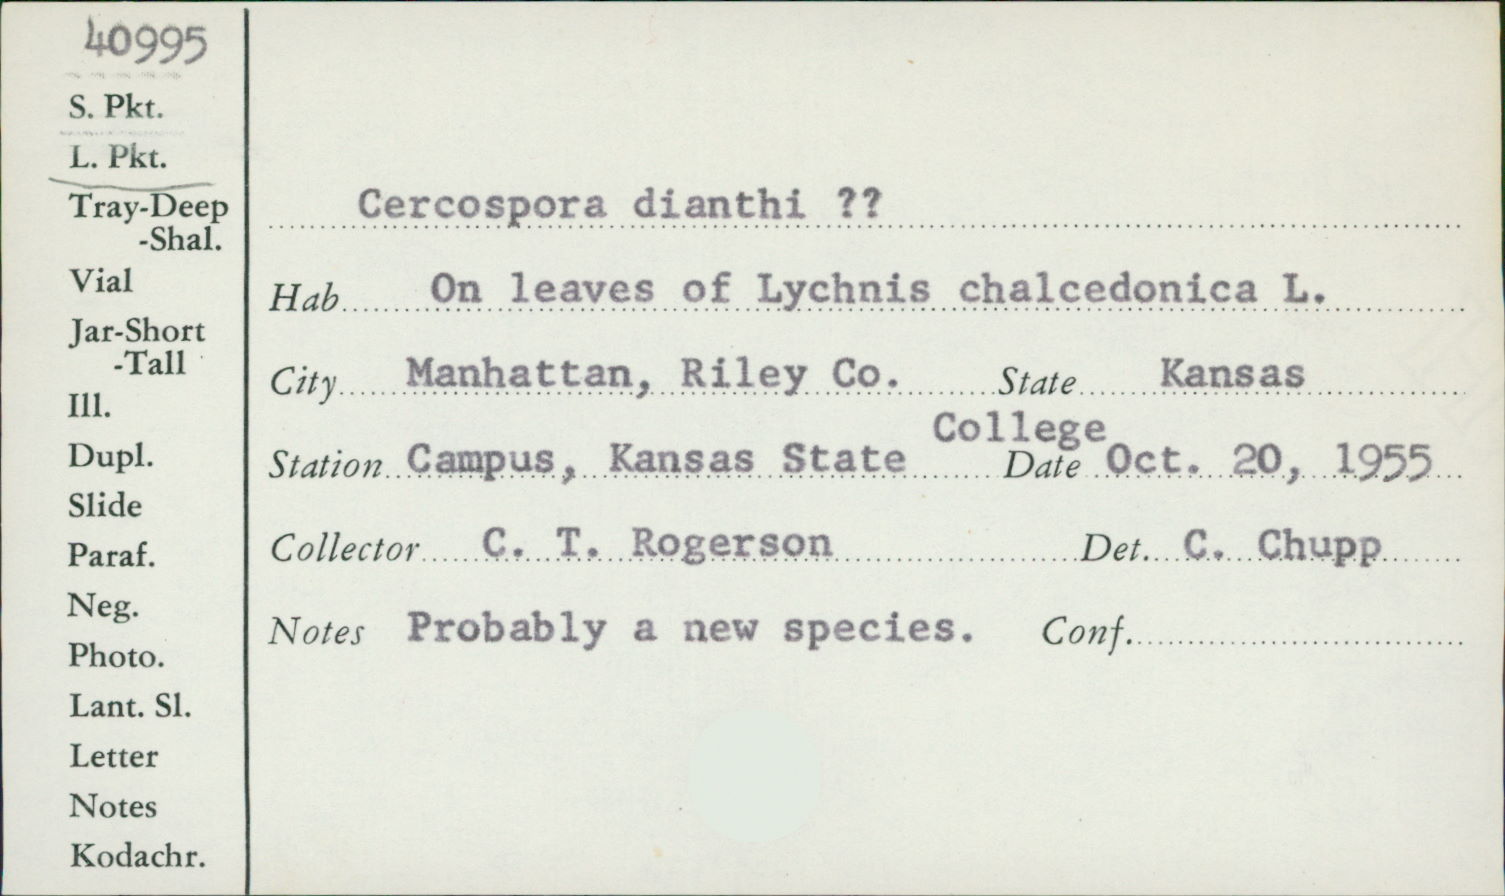 40995
S. Pkt.
L. Pkt.
Tray-Deep
-Shal.
Vial
Jar-Short
-Tall
Ill.
Dupl.
Slide
Paraf.
Neg.
Photo.
Lant. Sl.
Letter
Notes
Kodachr.
Cercospora dianthi ??
Hab On leaves of Lychnis chalcedonica L.
City Manhattan, Riley Co. State Kansas
College
Station Campus, Kansas State Date Oct. 20, 1955
Collector C. T. Rogerson Det. C. Chupp
Notes Probably a new species. Conf.